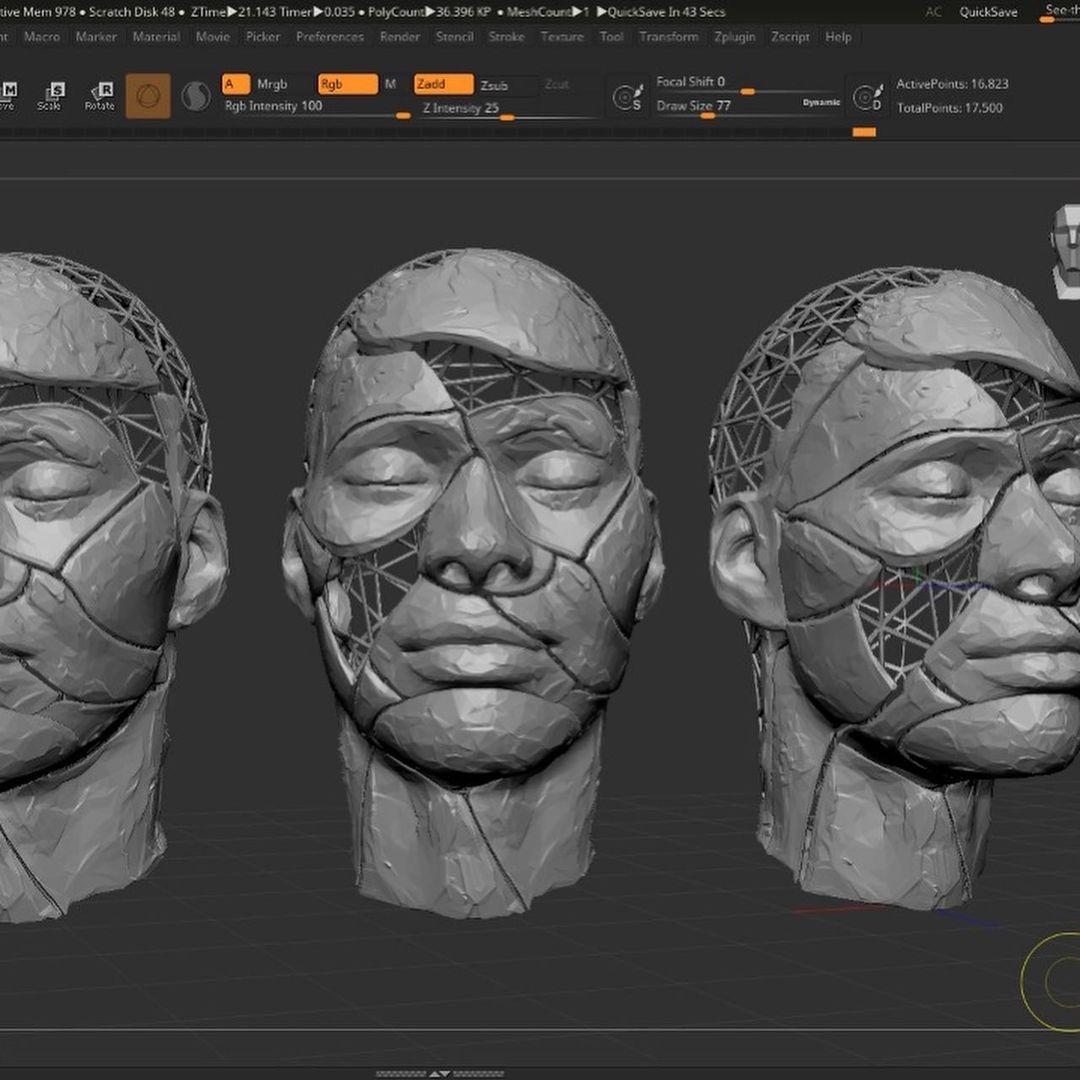 tive Mem 978 • Scratch Disk 48 • ZTime▶21.143 Timer▶0.035 • PolyCount▶36.396 KP • MeshCount▶1 ▶QuickSave In 43 Secs AC QuickSave See-th
nt Macro Marker Material Movie Picker Preferences Render Stencil Stroke Texture Tool Transform Zplugin Zscript Help
M S R A Mrgb Rgb M Zadd Zsub Zcut Focal Shift 0 ActivePoints: 16.823
Scale Rotate Rgb Intensity 100 Z Intensity 25 S Draw Size 77 Dynamic D TotalPoints: 17.500